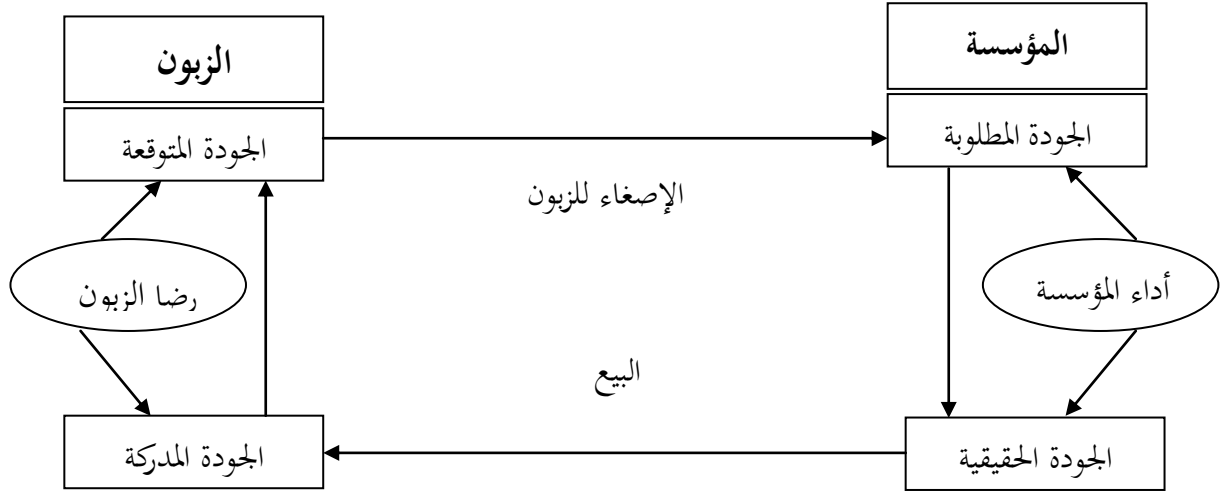 المؤسسة
الزبون
الجودة المطلوبة
الجودة المتوقعة
الإصغاء للزبون
أداء المؤسسة
رضا الزبون
البيع
الجودة الحقيقية
الجودة المدركة